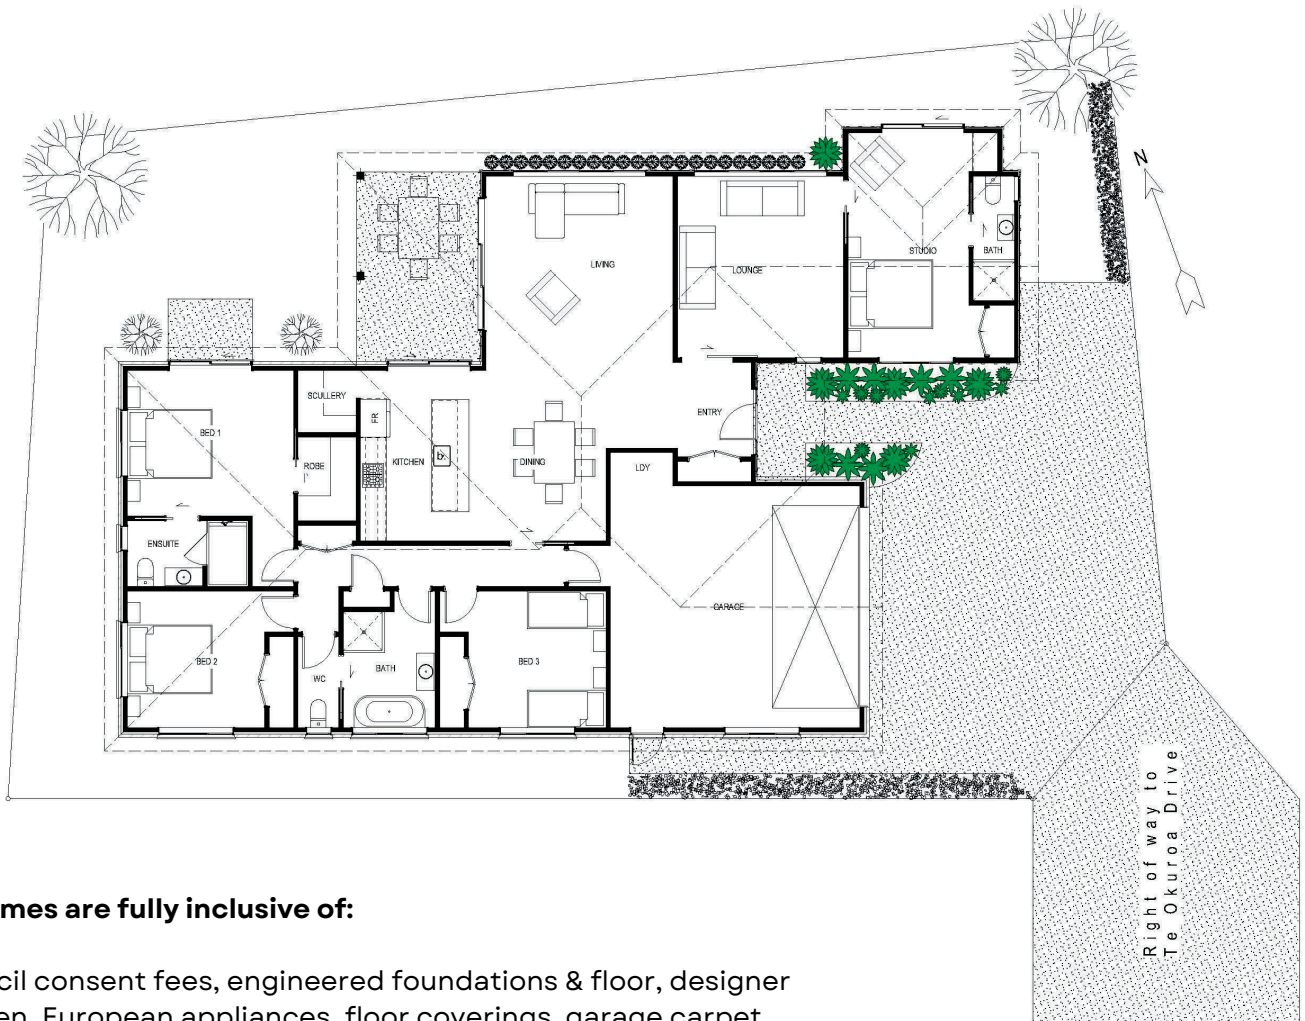 N
LIVING
LOUNGE
STUDIO
BATH
SCULLERY
BED 1
FR
ROBE
KITCHEN
DINING
ENTRY
LDY
ENSUITE
GARAGE
BED 2
WC
BATH
BED 3
Right of way to
Te Okuroa Drive
mes are fully inclusive of:
cil consent fees, engineered foundations & floor, designer
en, European appliances, floor coverings, garage carpet,